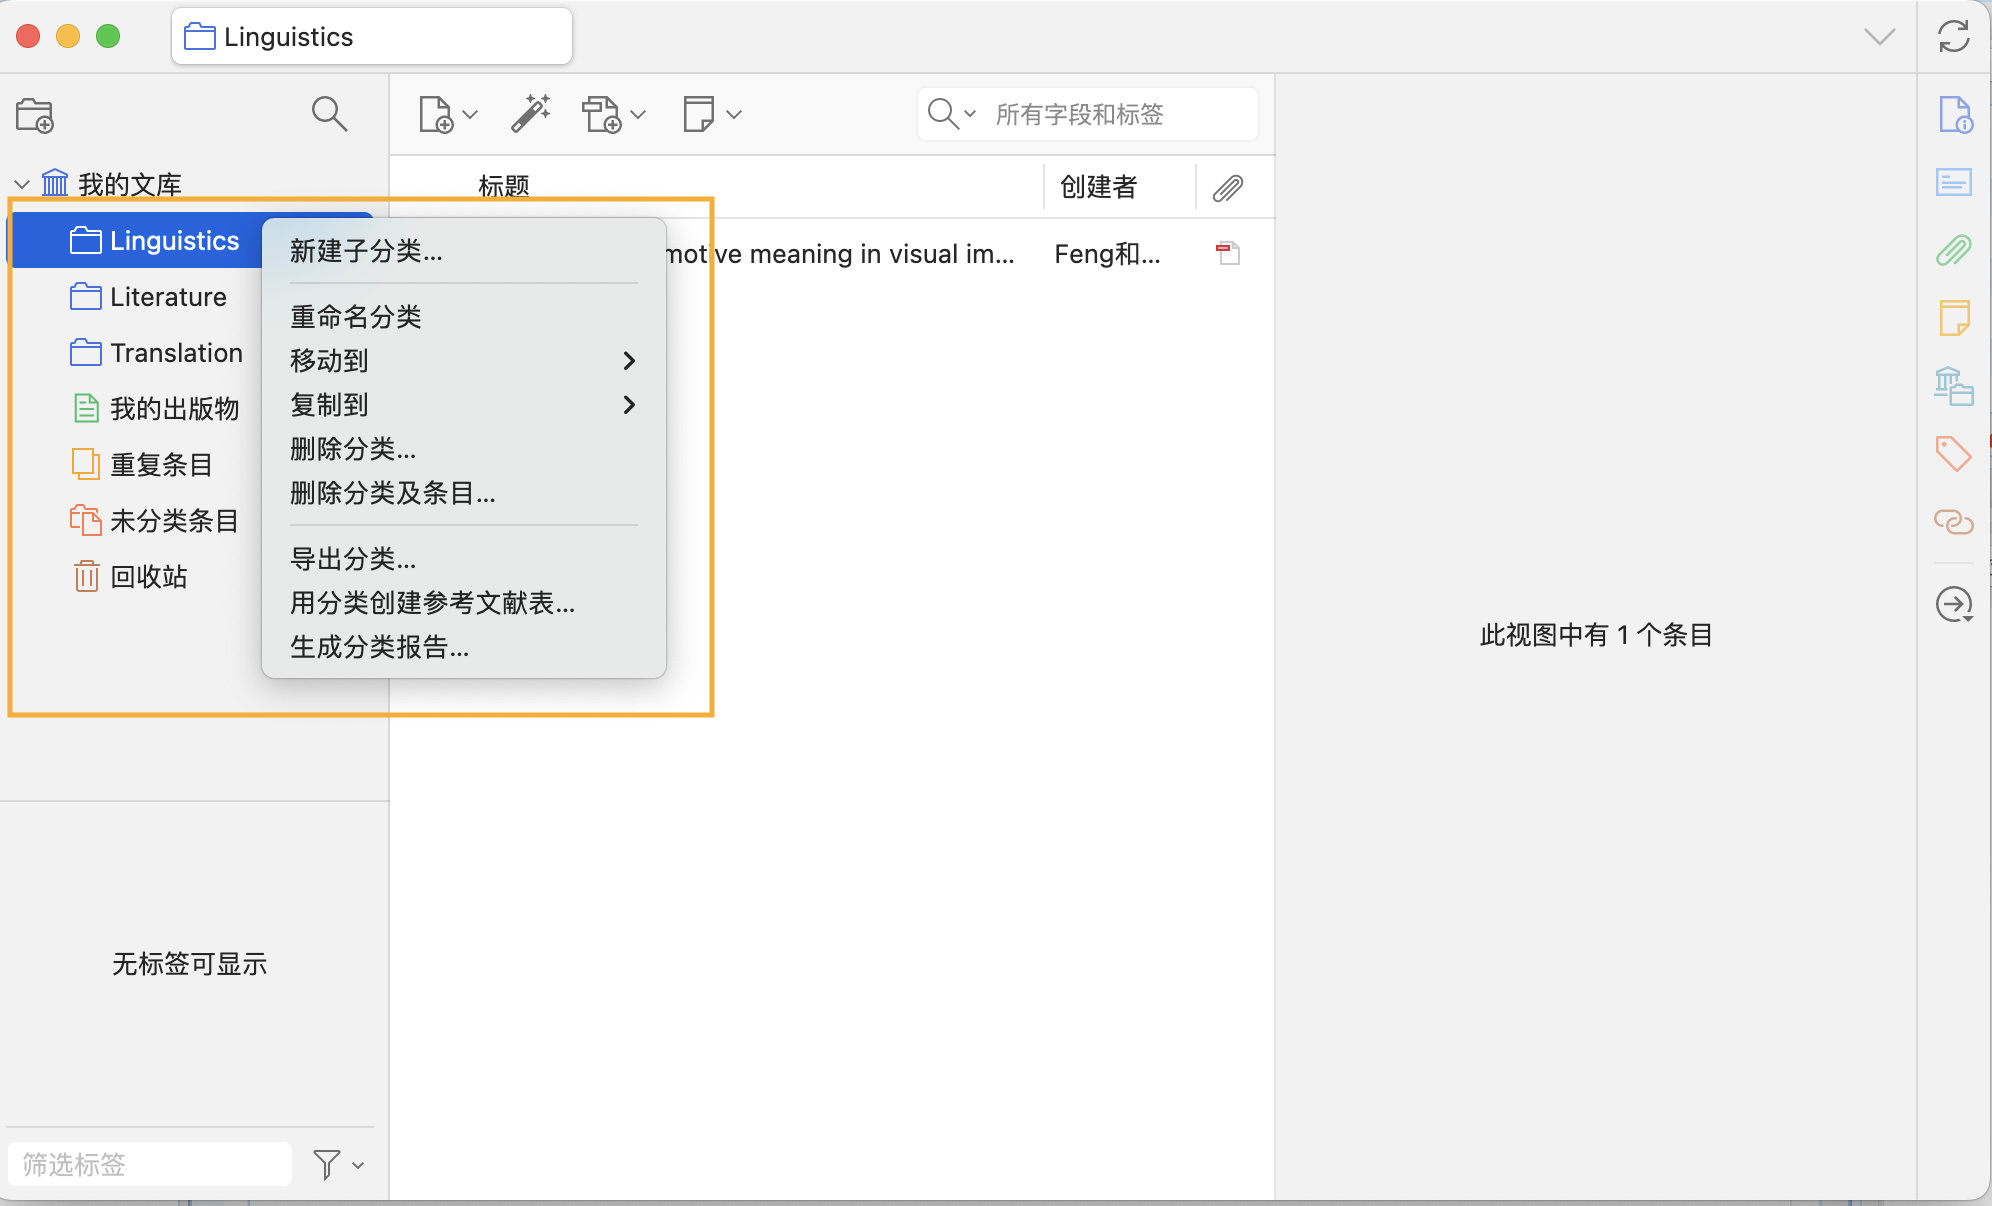 Linguistics
所有字段和标签
我的文库
标题
创建者
Linguistics
Literature
Translation
我的出版物
重复条目
未分类条目
回收站
新建子分类...
重命名分类
移动到
复制到
删除分类...
删除分类及条目...
导出分类...
用分类创建参考文献表...
生成分类报告...
meaning in visual im...
Feng和...
此视图中有 1 个条目
无标签可显示
筛选标签